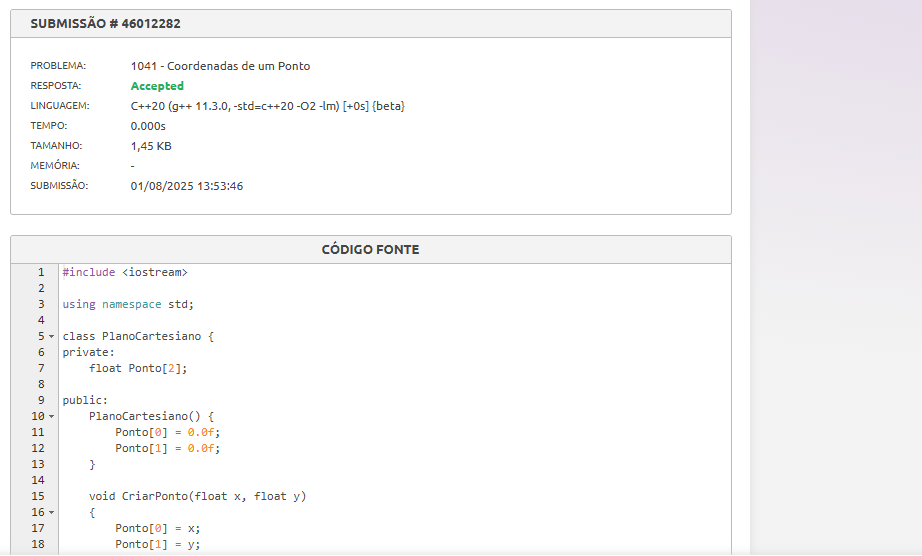 SUBMISSÃO # 46012282
PROBLEMA: 1041 - Coordenadas de um Ponto
RESPOSTA: Accepted
LINGUAGEM: C++20 (g++ 11.3.0, -std=c++20 -O2 -lm) [+0s] {beta}
TEMPO: 0.000s
TAMANHO: 1,45 KB
MEMÓRIA: -
SUBMISSÃO: 01/08/2025 13:53:46
CÓDIGO FONTE
1 #include <iostream>
2
3 using namespace std;
4
5 class PlanoCartesiano {
6 private:
7     float Ponto[2];
8
9 public:
10     PlanoCartesiano() {
11         Ponto[0] = 0.0f;
12         Ponto[1] = 0.0f;
13     }
14
15     void CriarPonto(float x, float y)
16     {
17         Ponto[0] = x;
18         Ponto[1] = y;